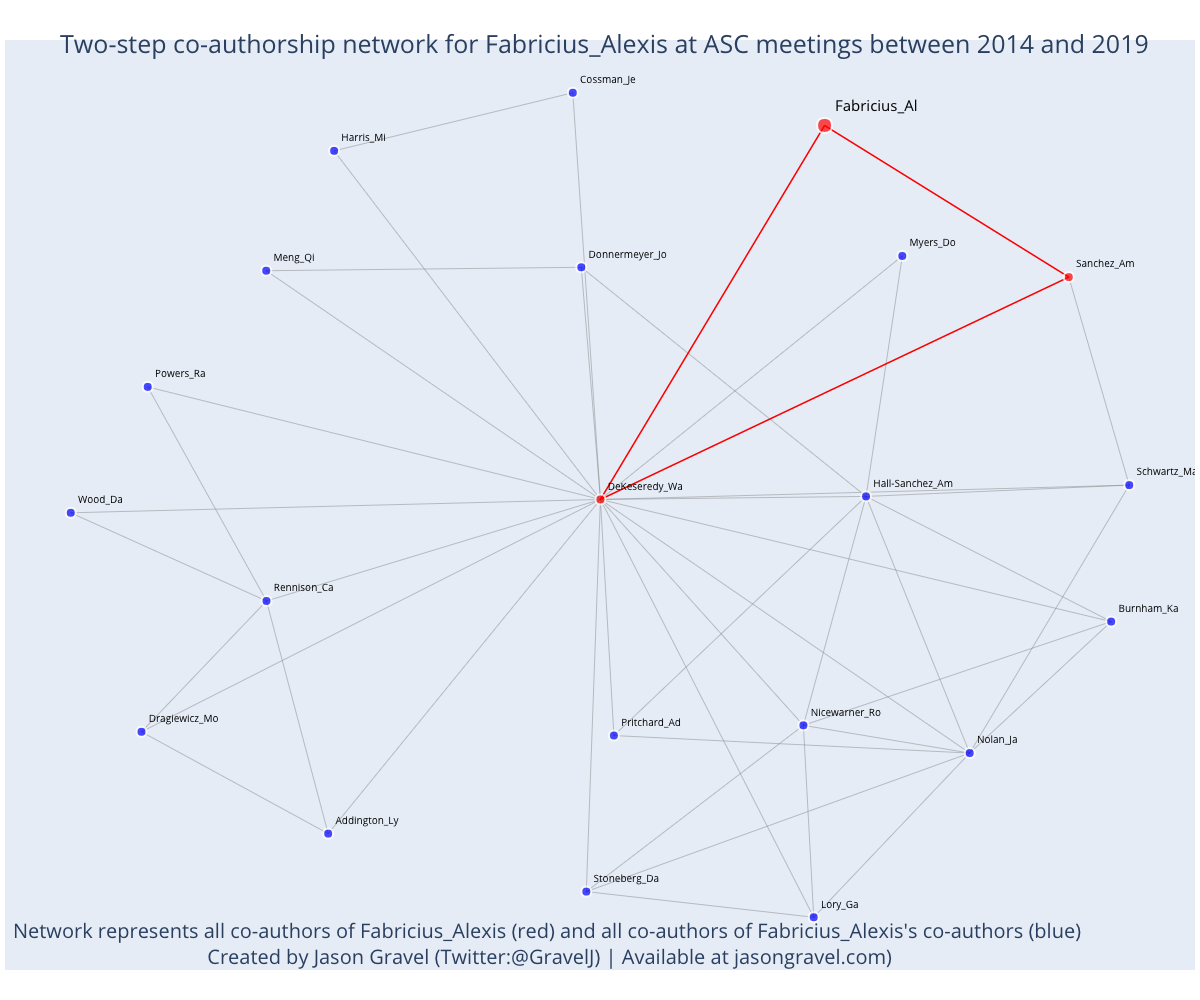 Two-step co-authorship network for Fabricius_Alexis at ASC meetings between 2014 and 2019
Cossman_Je
Fabricius_Al
Harris_Mi
Myers_Do
Donnermeyer_Jo
Meng_Qi
Sanchez_Am
Powers_Ra
Schwartz_Ma
Hall-Sanchez_Am
DeKeseredy_Wa
Wood_Da
Rennison_Ca
Burnham_Ka
Nicewarner_Ro
Dragiewicz_Mo
Pritchard_Ad
Nolan_Ja
Addington_Ly
Stoneberg_Da
Lory_Ga
Network represents all co-authors of Fabricius_Alexis (red) and all co-authors of Fabricius_Alexis's co-authors (blue)
Created by Jason Gravel (Twitter:@GravelJ) | Available at jasongravel.com)